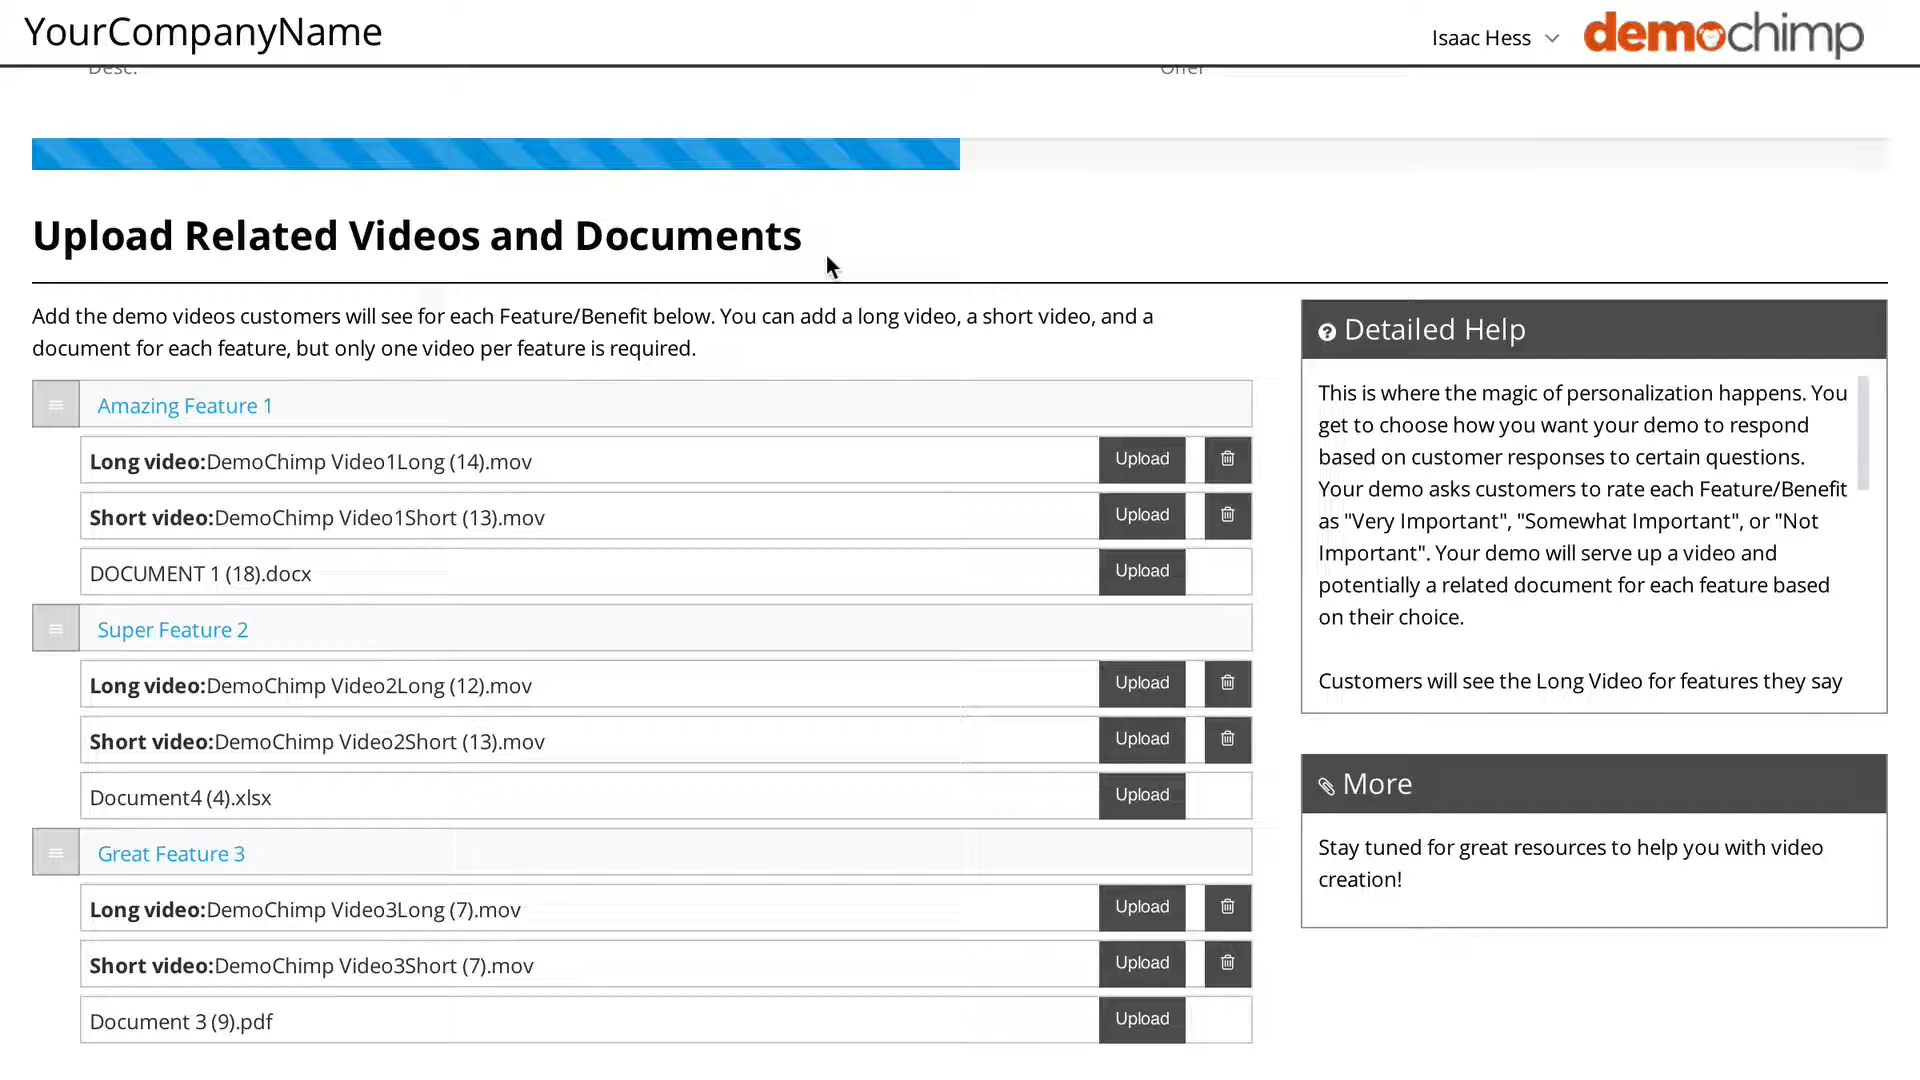 YourCompanyName
Isaac Hess
demochimp
Desc.
Offer
Upload Related Videos and Documents
Add the demo videos customers will see for each Feature/Benefit below. You can add a long video, a short video, and a
document for each feature, but only one video per feature is required.
Amazing Feature 1
Long video:DemoChimp Video1Long (14).mov
Upload
Short video:DemoChimp Video1Short (13).mov
Upload
DOCUMENT 1 (18).docx
Upload
Super Feature 2
Long video:DemoChimp Video2Long (12).mov
Upload
Short video:DemoChimp Video2Short (13).mov
Upload
Document4 (4).xlsx
Upload
Great Feature 3
Long video:DemoChimp Video3Long (7).mov
Upload
Short video:DemoChimp Video3Short (7).mov
Upload
Document 3 (9).pdf
Upload
Detailed Help
This is where the magic of personalization happens. You
get to choose how you want your demo to respond
based on customer responses to certain questions.
Your demo asks customers to rate each Feature/Benefit
as "Very Important", "Somewhat Important", or "Not
Important". Your demo will serve up a video and
potentially a related document for each feature based
on their choice.
Customers will see the Long Video for features they say
More
Stay tuned for great resources to help you with video
creation!